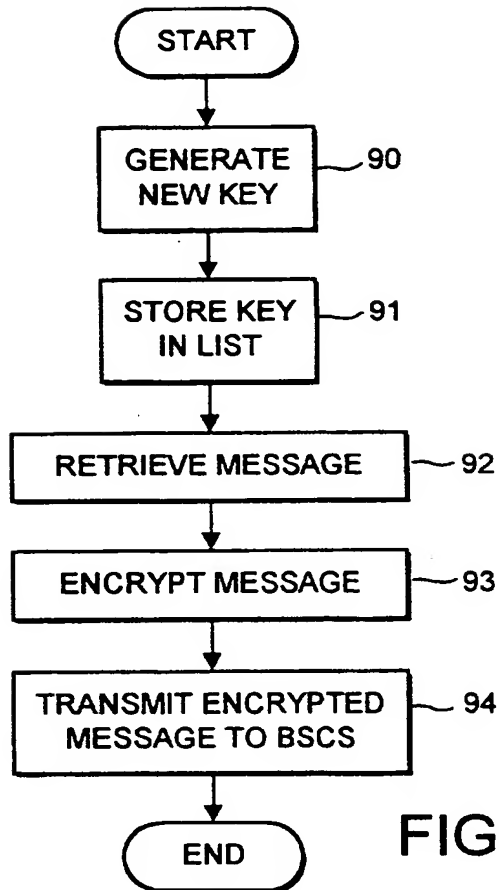 START
GENERATE
NEW KEY
90
STORE KEY
IN LIST
91
RETRIEVE MESSAGE
92
ENCRYPT MESSAGE
93
TRANSMIT ENCRYPTED
MESSAGE TO BSCS
94
END
FIG